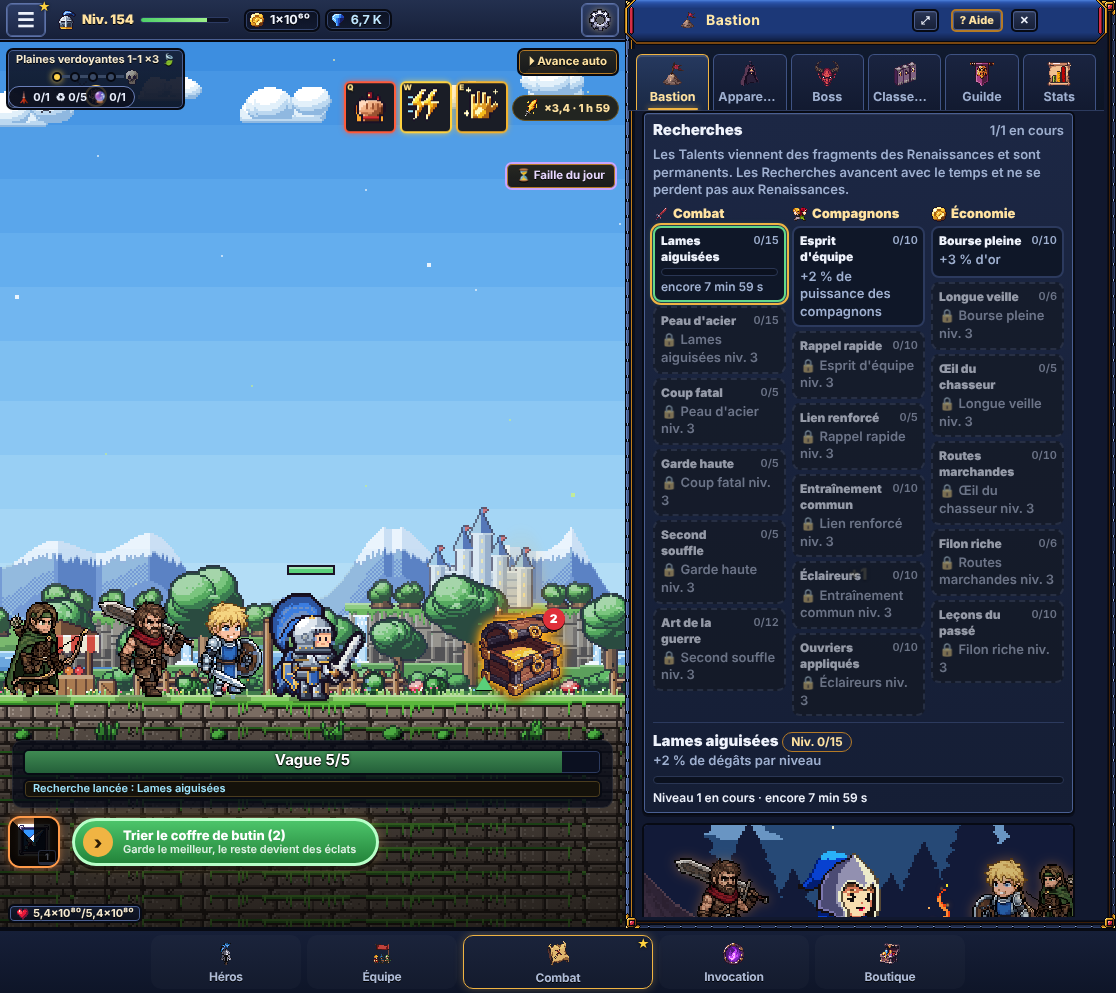 Niv. 154
1×10⁶⁰
6,7 K
Plaines verdoyantes 1-1 ×3
0/1
0/5
0/1
Avance auto
Q
W
E
×3,4 · 1 h 59
Faille du jour
2
Vague 5/5
Recherche lancée : Lames aiguisées
1
Trier le coffre de butin (2)
Garde le meilleur, le reste devient des éclats
5,4×10⁸⁰/5,4×10⁸⁰
Bastion
? Aide
Bastion
Appare…
Boss
Classe…
Guilde
Stats
Recherches
1/1 en cours
Les Talents viennent des fragments des Renaissances et sont
permanents. Les Recherches avancent avec le temps et ne se
perdent pas aux Renaissances.
Combat
Lames
aiguisées
0/15
encore 7 min 59 s
Peau d'acier
0/15
Lames
aiguisées niv. 3
Coup fatal
0/5
Peau d'acier
niv. 3
Garde haute
0/5
Coup fatal niv.
3
Second
souffle
0/5
Garde haute
niv. 3
Art de la
guerre
0/12
Second souffle
niv. 3
Compagnons
Esprit
d'équipe
0/10
+2 % de
puissance des
compagnons
Rappel rapide
0/10
Esprit d'équipe
niv. 3
Lien renforcé
0/5
Rappel rapide
niv. 3
Entraînement
commun
0/10
Lien renforcé
niv. 3
Éclaireurs
0/10
Entraînement
commun niv. 3
Ouvriers
appliqués
0/10
Éclaireurs niv.
3
Économie
Bourse pleine
0/10
+3 % d'or
Longue veille
0/6
Bourse pleine
niv. 3
Œil du
chasseur
0/5
Longue veille
niv. 3
Routes
marchandes
0/10
Œil du
chasseur niv. 3
Filon riche
0/6
Routes
marchandes niv. 3
Leçons du
passé
0/10
Filon riche niv.
3
Lames aiguisées
Niv. 0/15
+2 % de dégâts par niveau
Niveau 1 en cours · encore 7 min 59 s
Héros
Équipe
Combat
Invocation
Boutique